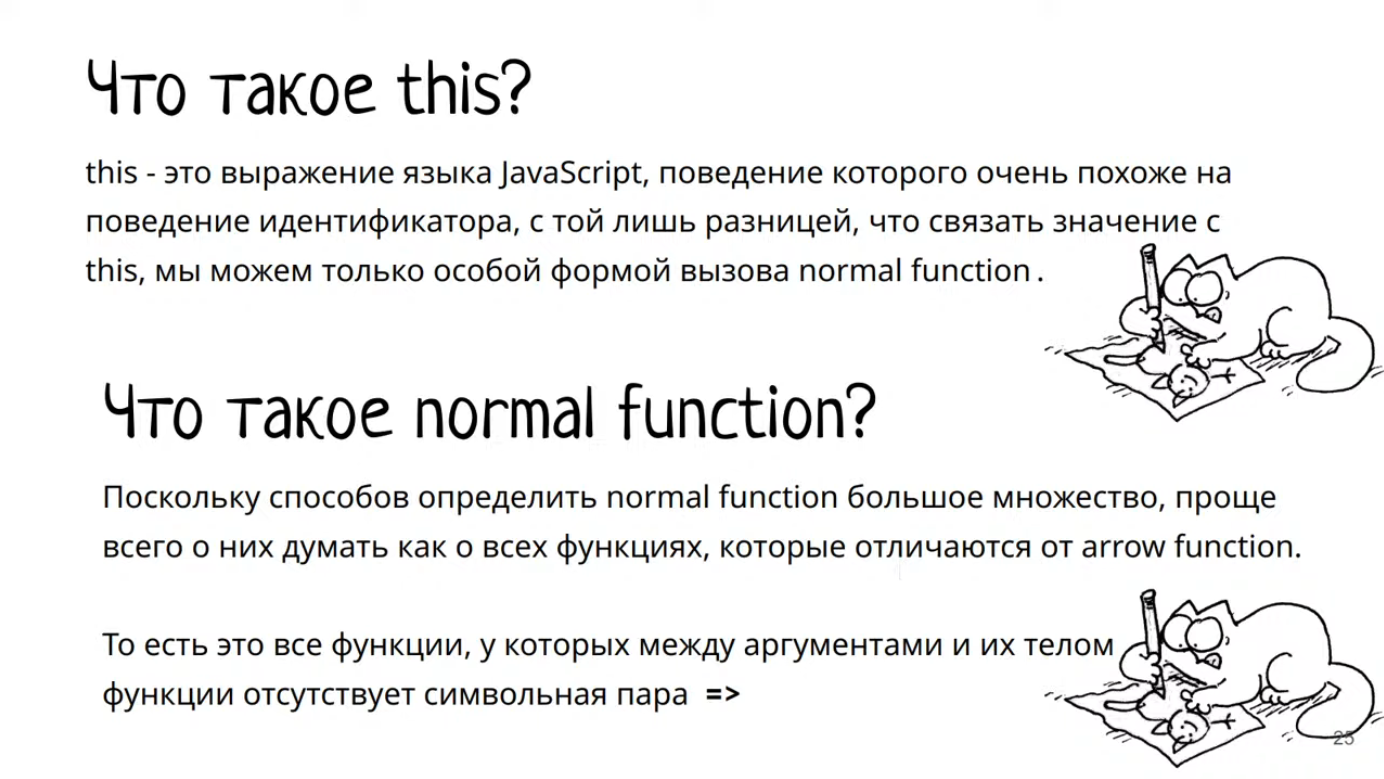 Что такое this?
this - это выражение языка JavaScript, поведение которого очень похоже на
поведение идентификатора, с той лишь разницей, что связать значение с
this, мы можем только особой формой вызова normal function .
Что такое normal function?
Поскольку способов определить normal function большое множество, проще
всего о них думать как о всех функциях, которые отличаются от arrow function.
То есть это все функции, у которых между аргументами и их телом
функции отсутствует символьная пара =>
25